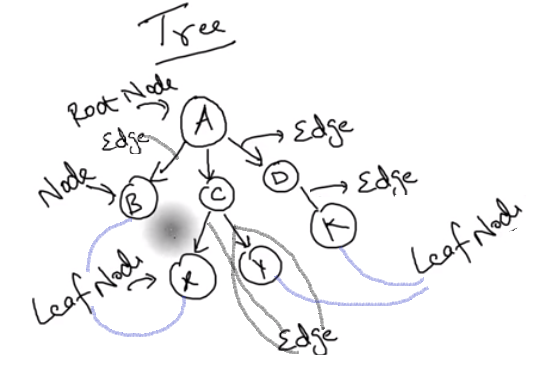 Tree
Root Node
A
Edge
Edge
Node
B
C
D
Edge
K
Leaf Node
X
Y
Leaf Node
Edge